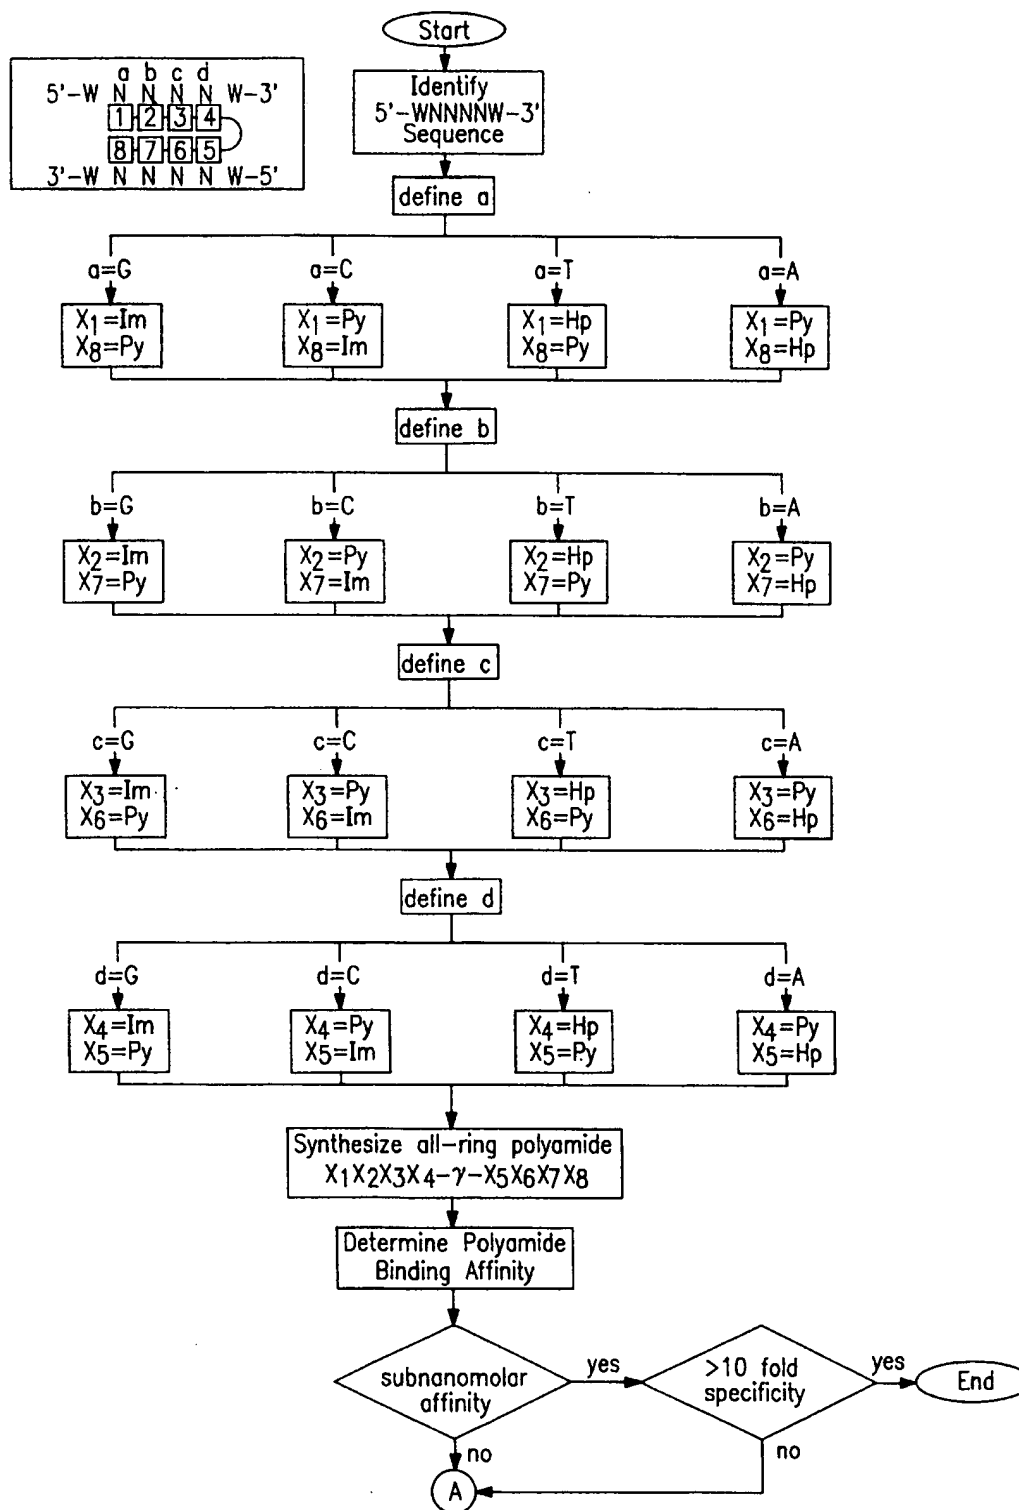 Start
a b c d
5'-W N N N N W-3'
1 2 3 4
8 7 6 5
3'-W N N N N W-5'
Identify
5'-WNNNNW-3'
Sequence
define a
a=G a=C a=T a=A
X1=Im X1=Py X1=Hp X1=Py
X8=Py X8=Im X8=Py X8=Hp
define b
b=G b=C b=T b=A
X2=Im X2=Py X2=Hp X2=Py
X7=Py X7=Im X7=Py X7=Hp
define c
c=G c=C c=T c=A
X3=Im X3=Py X3=Hp X3=Py
X6=Py X6=Im X6=Py X6=Hp
define d
d=G d=C d=T d=A
X4=Im X4=Py X4=Hp X4=Py
X5=Py X5=Im X5=Py X5=Hp
Synthesize all-ring polyamide
X1X2X3X4-γ-X5X6X7X8
Determine Polyamide
Binding Affinity
subnanomolar
affinity
yes
>10 fold
specificity
yes
End
no
no
A